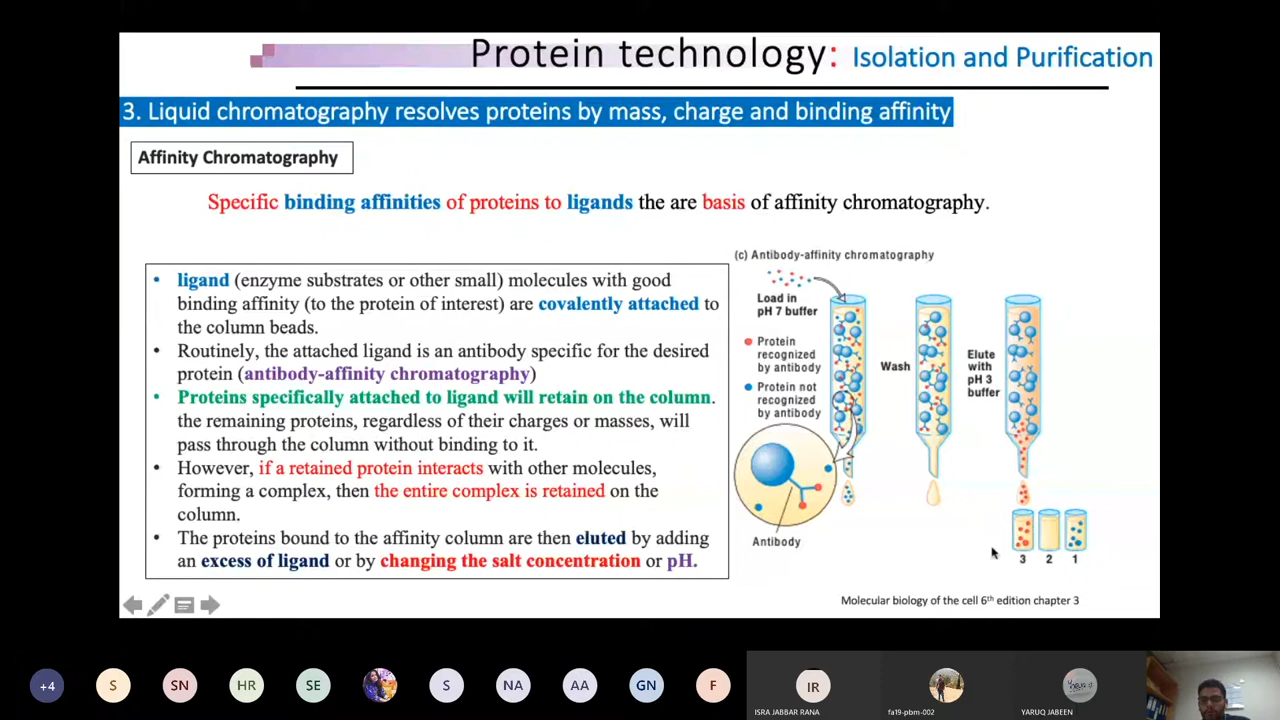 Protein technology: Isolation and Purification
3. Liquid chromatography resolves proteins by mass, charge and binding affinity
Affinity Chromatography
Specific binding affinities of proteins to ligands the are basis of affinity chromatography.
• ligand (enzyme substrates or other small) molecules with good
binding affinity (to the protein of interest) are covalently attached to
the column beads.
• Routinely, the attached ligand is an antibody specific for the desired
protein (antibody-affinity chromatography)
• Proteins specifically attached to ligand will retain on the column.
the remaining proteins, regardless of their charges or masses, will
pass through the column without binding to it.
• However, if a retained protein interacts with other molecules,
forming a complex, then the entire complex is retained on the
column.
• The proteins bound to the affinity column are then eluted by adding
an excess of ligand or by changing the salt concentration or pH.
(c) Antibody-affinity chromatography
Load in
pH 7 buffer
Protein
recognized
by antibody
Protein not
recognized
by antibody
Wash
Elute
with
pH 3
buffer
Antibody
3 2 1
Molecular biology of the cell 6th edition chapter 3
+4 S SN HR SE S NA AA GN F IR
ISRA JABBAR RANA
fa19-pbm-002
YARUQ JABEEN